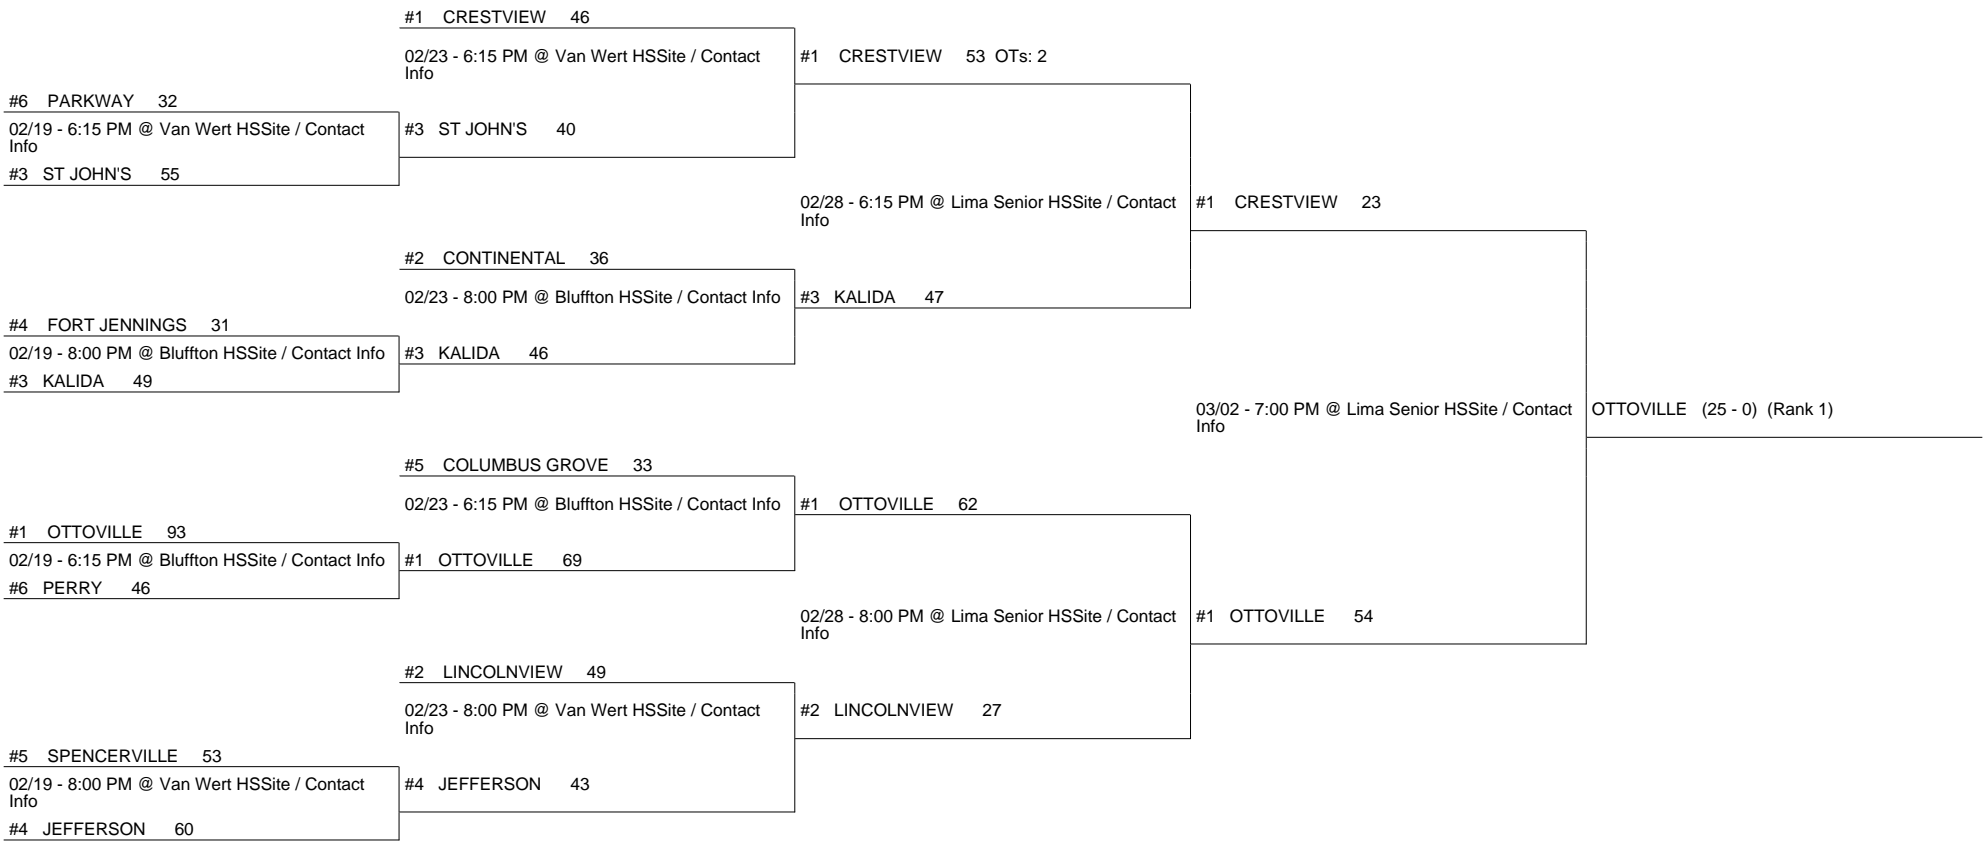 #1 CRESTVIEW 46
02/23 - 6:15 PM @ Van Wert HSSite / Contact
Info
#1 CRESTVIEW 53 OTs: 2
#6 PARKWAY 32
02/19 - 6:15 PM @ Van Wert HSSite / Contact
Info
#3 ST JOHN'S 40
#3 ST JOHN'S 55
02/28 - 6:15 PM @ Lima Senior HSSite / Contact
Info
#1 CRESTVIEW 23
#2 CONTINENTAL 36
02/23 - 8:00 PM @ Bluffton HSSite / Contact Info
#3 KALIDA 47
#4 FORT JENNINGS 31
02/19 - 8:00 PM @ Bluffton HSSite / Contact Info
#3 KALIDA 46
#3 KALIDA 49
03/02 - 7:00 PM @ Lima Senior HSSite / Contact
Info
OTTOVILLE (25 - 0) (Rank 1)
#5 COLUMBUS GROVE 33
02/23 - 6:15 PM @ Bluffton HSSite / Contact Info
#1 OTTOVILLE 62
#1 OTTOVILLE 93
02/19 - 6:15 PM @ Bluffton HSSite / Contact Info
#1 OTTOVILLE 69
#6 PERRY 46
02/28 - 8:00 PM @ Lima Senior HSSite / Contact
Info
#1 OTTOVILLE 54
#2 LINCOLNVIEW 49
02/23 - 8:00 PM @ Van Wert HSSite / Contact
Info
#2 LINCOLNVIEW 27
#5 SPENCERVILLE 53
02/19 - 8:00 PM @ Van Wert HSSite / Contact
Info
#4 JEFFERSON 43
#4 JEFFERSON 60